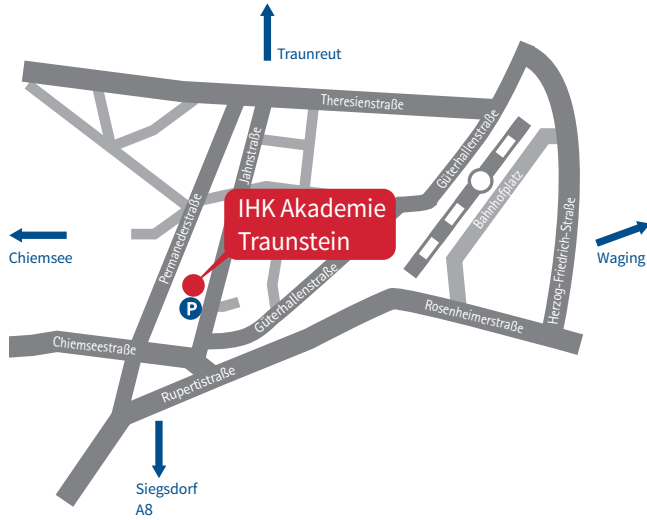 Traunreut
Theresienstraße
Güterhallenstraße
Jahnstraße
Permanederstraße
Bahnhofplatz
IHK Akademie
Traunstein
Chiemsee
Waging
Herzog-Friedrich-Straße
P
Güterhallenstraße
Rosenheimerstraße
Chiemseestraße
Rupertistraße
Siegsdorf
A8